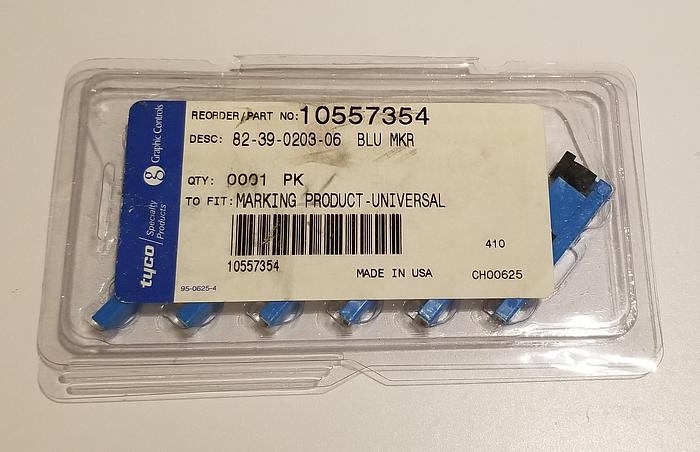 REORDER/PART NO:10557354
DESC: 82-39-0203-06 BLU MKR
QTY: 0001 PK
TO FIT:MARKING PRODUCT-UNIVERSAL
10557354
410
MADE IN USA
CH00625
95-0625-4
tyco
Specialty
Products
g Graphic Controls